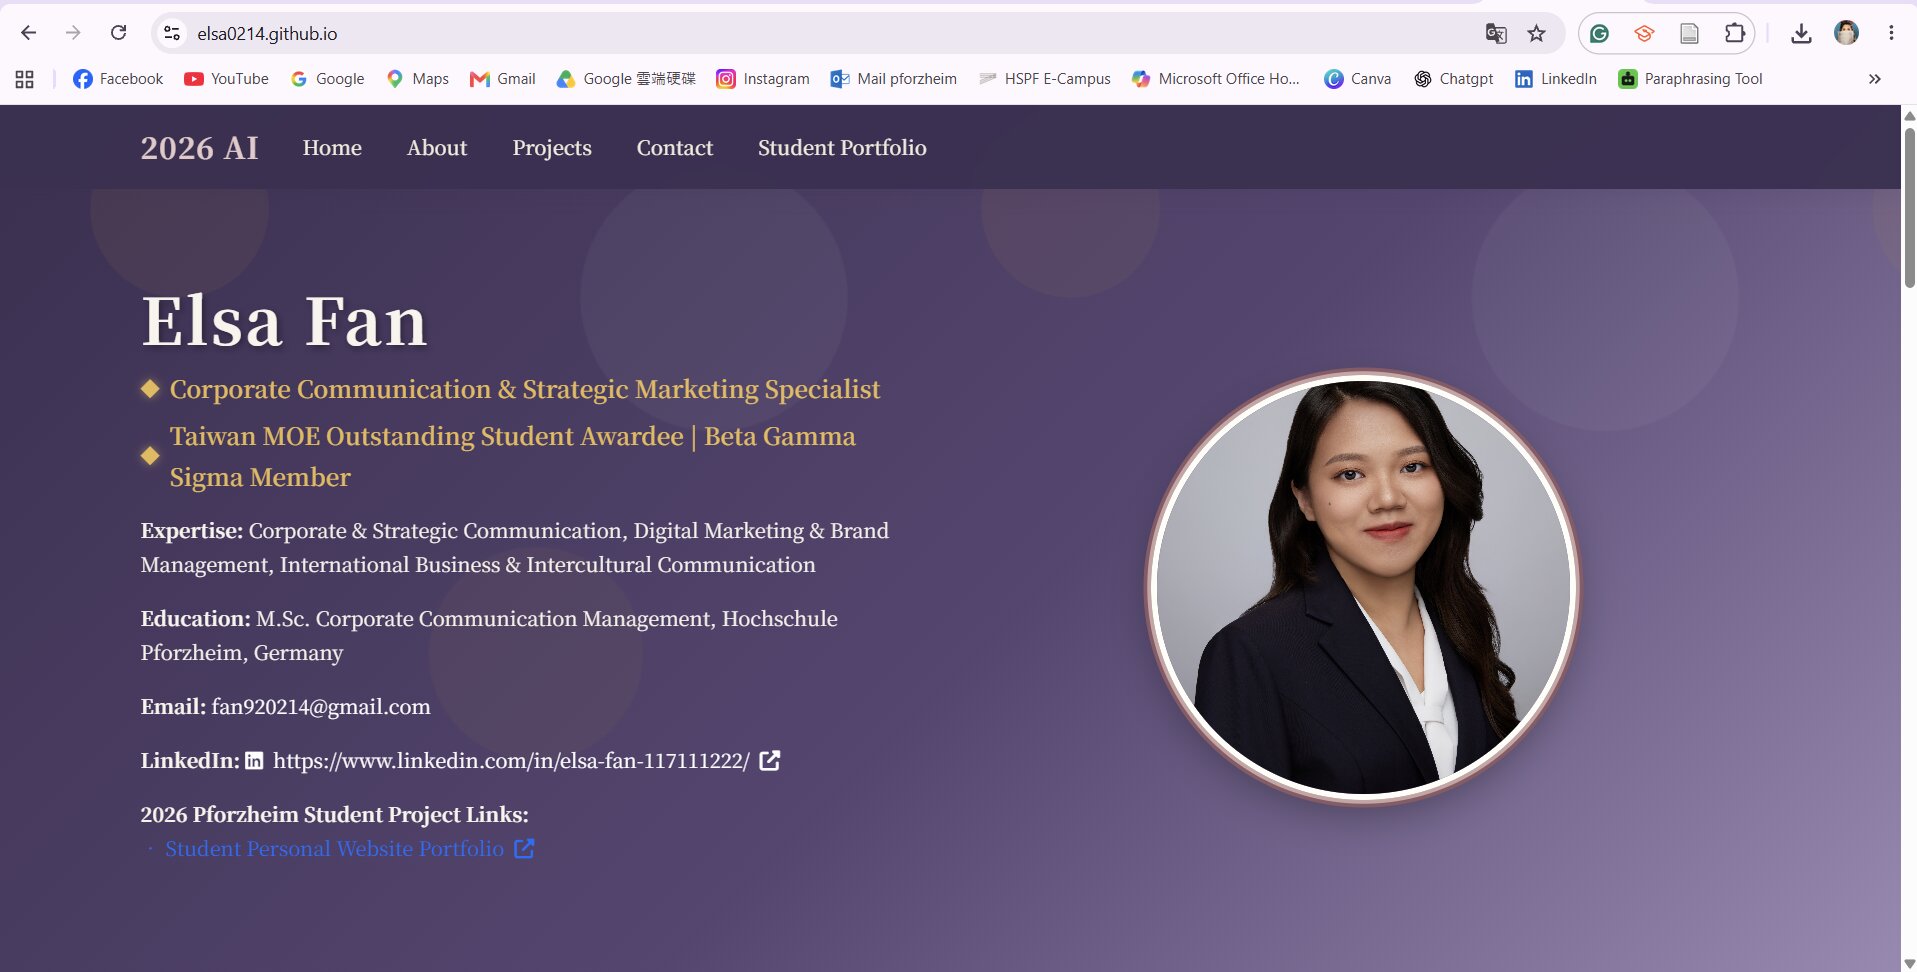 elsa0214.github.io
Facebook YouTube Google Maps Gmail Google 雲端硬碟 Instagram Mail pforzheim HSPF E-Campus Microsoft Office Ho... Canva Chatgpt LinkedIn Paraphrasing Tool
2026 AI Home About Projects Contact Student Portfolio
Elsa Fan
Corporate Communication & Strategic Marketing Specialist
Taiwan MOE Outstanding Student Awardee | Beta Gamma
Sigma Member
Expertise: Corporate & Strategic Communication, Digital Marketing & Brand
Management, International Business & Intercultural Communication
Education: M.Sc. Corporate Communication Management, Hochschule
Pforzheim, Germany
Email: fan920214@gmail.com
LinkedIn: https://www.linkedin.com/in/elsa-fan-117111222/
2026 Pforzheim Student Project Links:
· Student Personal Website Portfolio